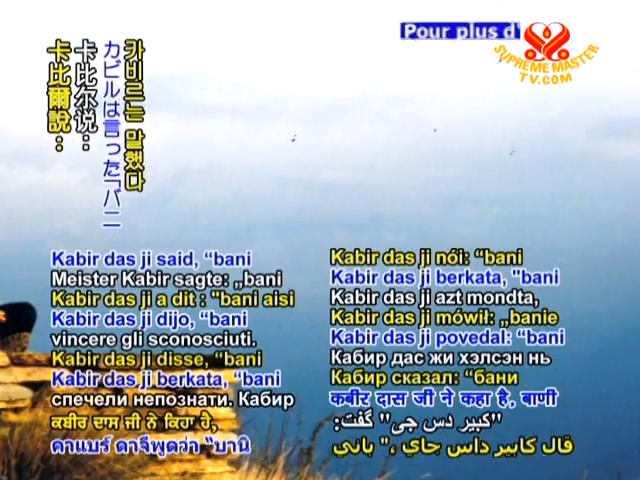 Pour plus d'
SUPREME MASTER
TV.COM
카비르는 말했다
カビルは言った「バニ
卡比尔说：
卡比爾說：
Kabir das ji said, “bani
Meister Kabir sagte: „bani
Kabir das ji a dit : "bani aisi
Kabir das ji dijo, “bani
vincere gli sconosciuti.
Kabir das ji disse, “bani
Kabir das ji berkata, “bani
спечели непознати. Кабир
ਕਬੀਰ ਦਾਸ ਜੀ ਨੇ ਕਿਹਾ ਹੈ,
คาแบร์ ดาจีพูดว่า “บานิ
Kabir das ji nói: “bani
Kabir das ji berkata, "bani
Kabir das ji azt mondta,
Kabir das ji mówił: „banie
Kabir das ji povedal: “bani
Кабир дас жи хэлсэн нь
Кабир сказал: “бани
कबीर दास जी ने कहा है, बाणी
"کبیر دس جی" گفت:
قال كابير داس جاي ،" باني